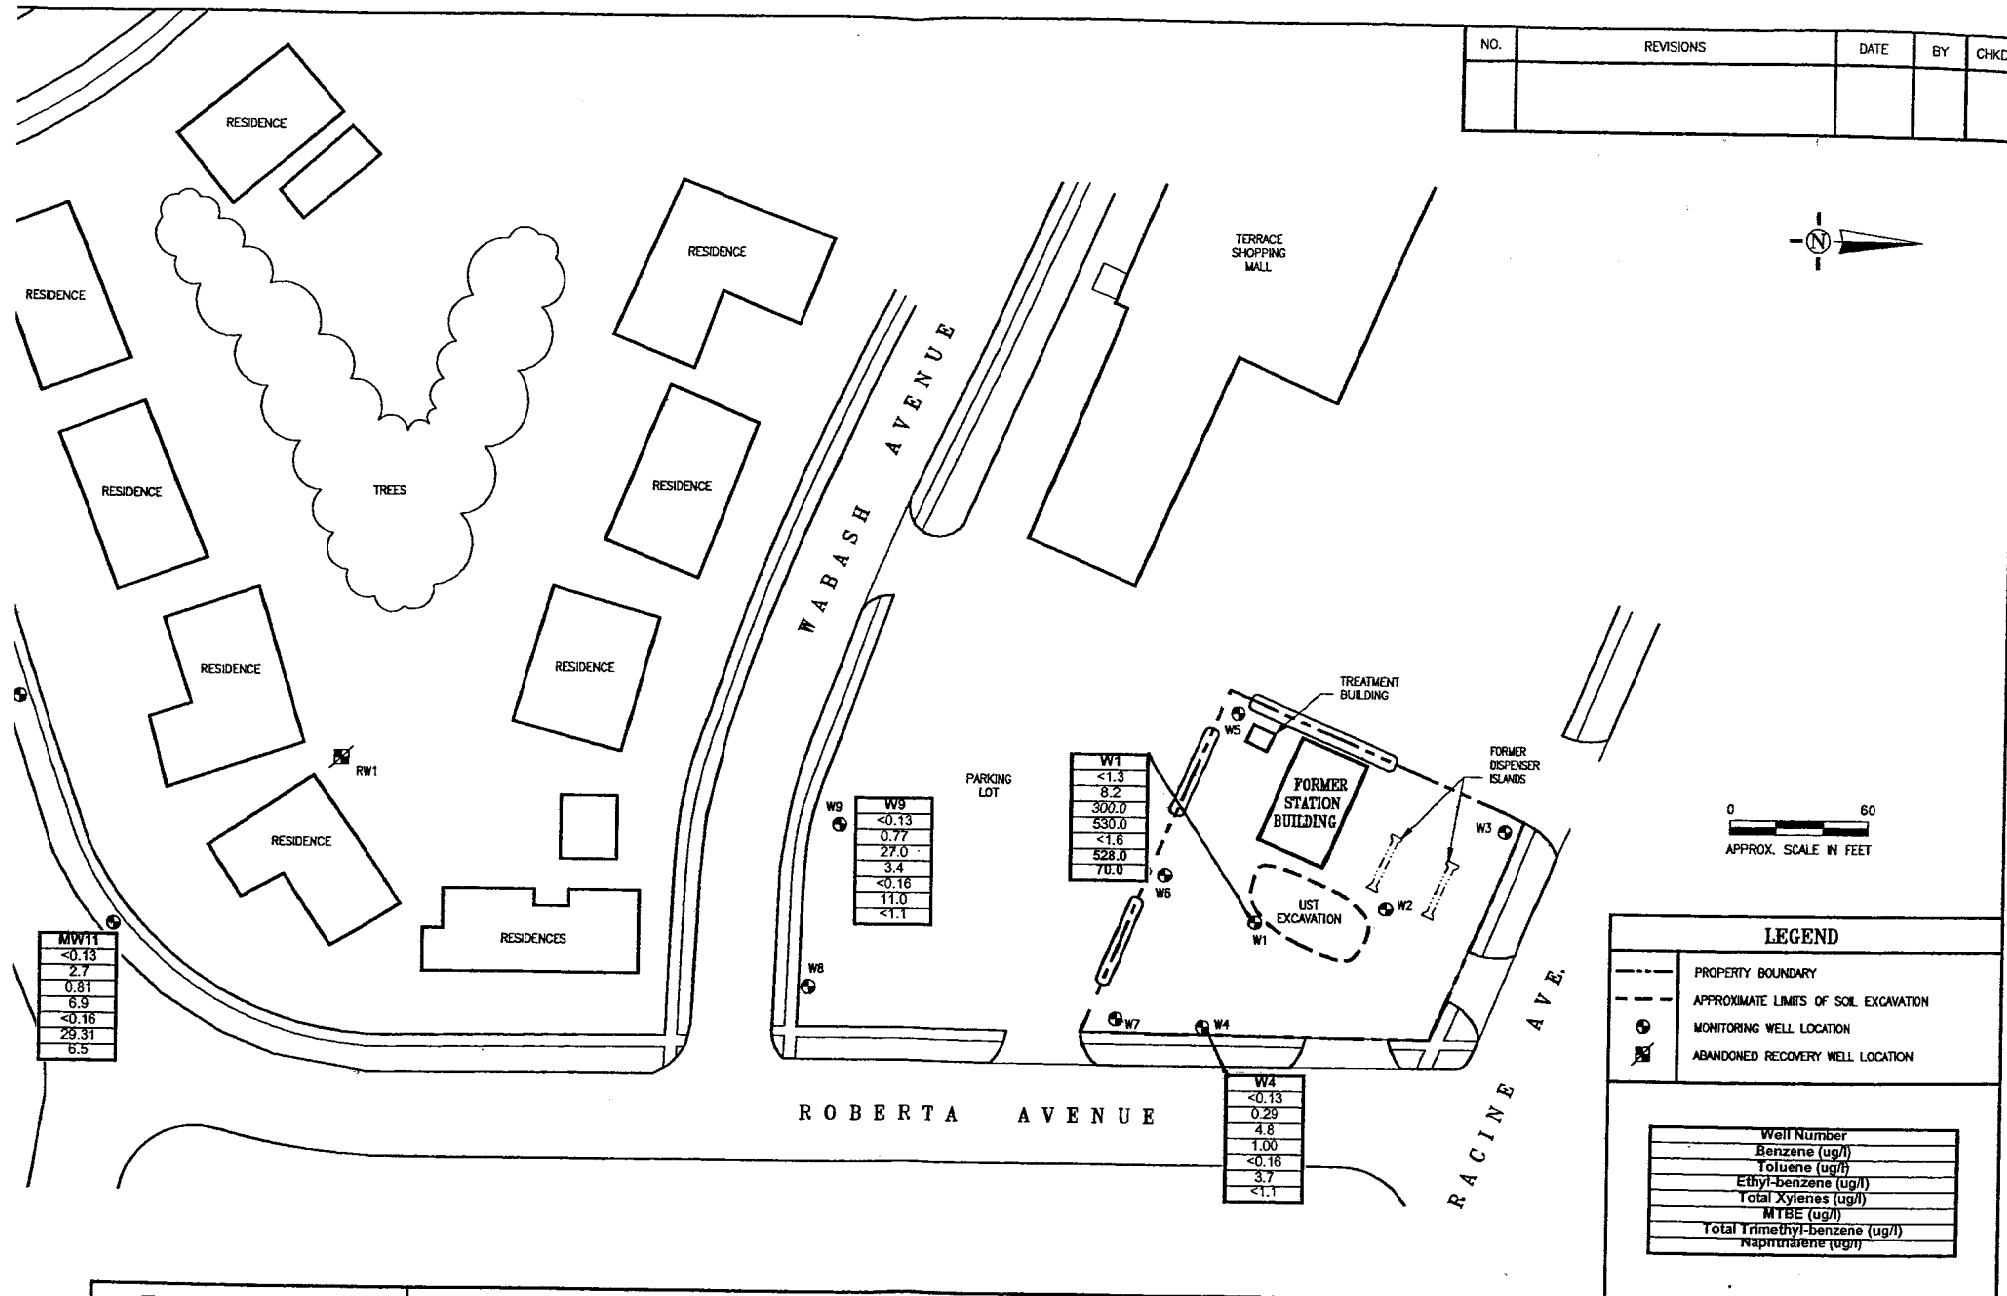 NO. REVISIONS DATE BY CHKD
RESIDENCE
RESIDENCE
TERRACE
SHOPPING
MALL
N
RESIDENCE
WABASH AVENUE
RESIDENCE
TREES
RESIDENCE
RESIDENCE
RESIDENCE
RW1
RESIDENCE
RESIDENCES
PARKING
LOT
TREATMENT
BUILDING
W5
FORMER
DISPENSER
ISLANDS
FORMER
STATION
BUILDING
W3
W1
<1.3
8.2
300.0
530.0
<1.6
528.0
70.0
W9
W9
<0.13
0.77
27.0
3.4
<0.16
11.0
<1.1
W6
UST
EXCAVATION
W2
W1
W8
W7
W4
0 60
APPROX. SCALE IN FEET
MW11
<0.13
2.7
0.81
6.9
<0.16
29.31
6.5
W4
<0.13
0.29
4.8
1.00
<0.16
3.7
<1.1
ROBERTA AVENUE
RACINE AVE.
LEGEND
PROPERTY BOUNDARY
APPROXIMATE LIMITS OF SOIL EXCAVATION
MONITORING WELL LOCATION
ABANDONED RECOVERY WELL LOCATION
Well Number
Benzene (ug/l)
Toluene (ug/l)
Ethyl-benzene (ug/l)
Total Xylenes (ug/l)
MTBE (ug/l)
Total Trimethyl-benzene (ug/l)
Naphthalene (ug/l)